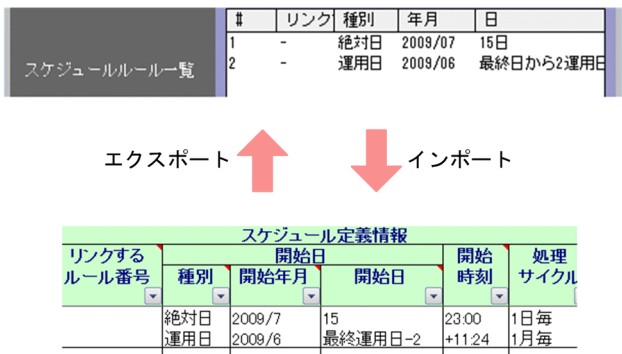 # リンク 種別 年月 日
1 - 絶対日 2009/07 15日
スケジュールルール一覧
2 - 運用日 2009/06 最終日から2運用日
エクスポート インポート
スケジュール定義情報
リンクする 開始日 開始 処理
ルール番号 種別 開始年月 開始日 時刻 サイクル
絶対日 2009/7 15 23:00 1日毎
運用日 2009/6 最終運用日-2 +11:24 1月毎